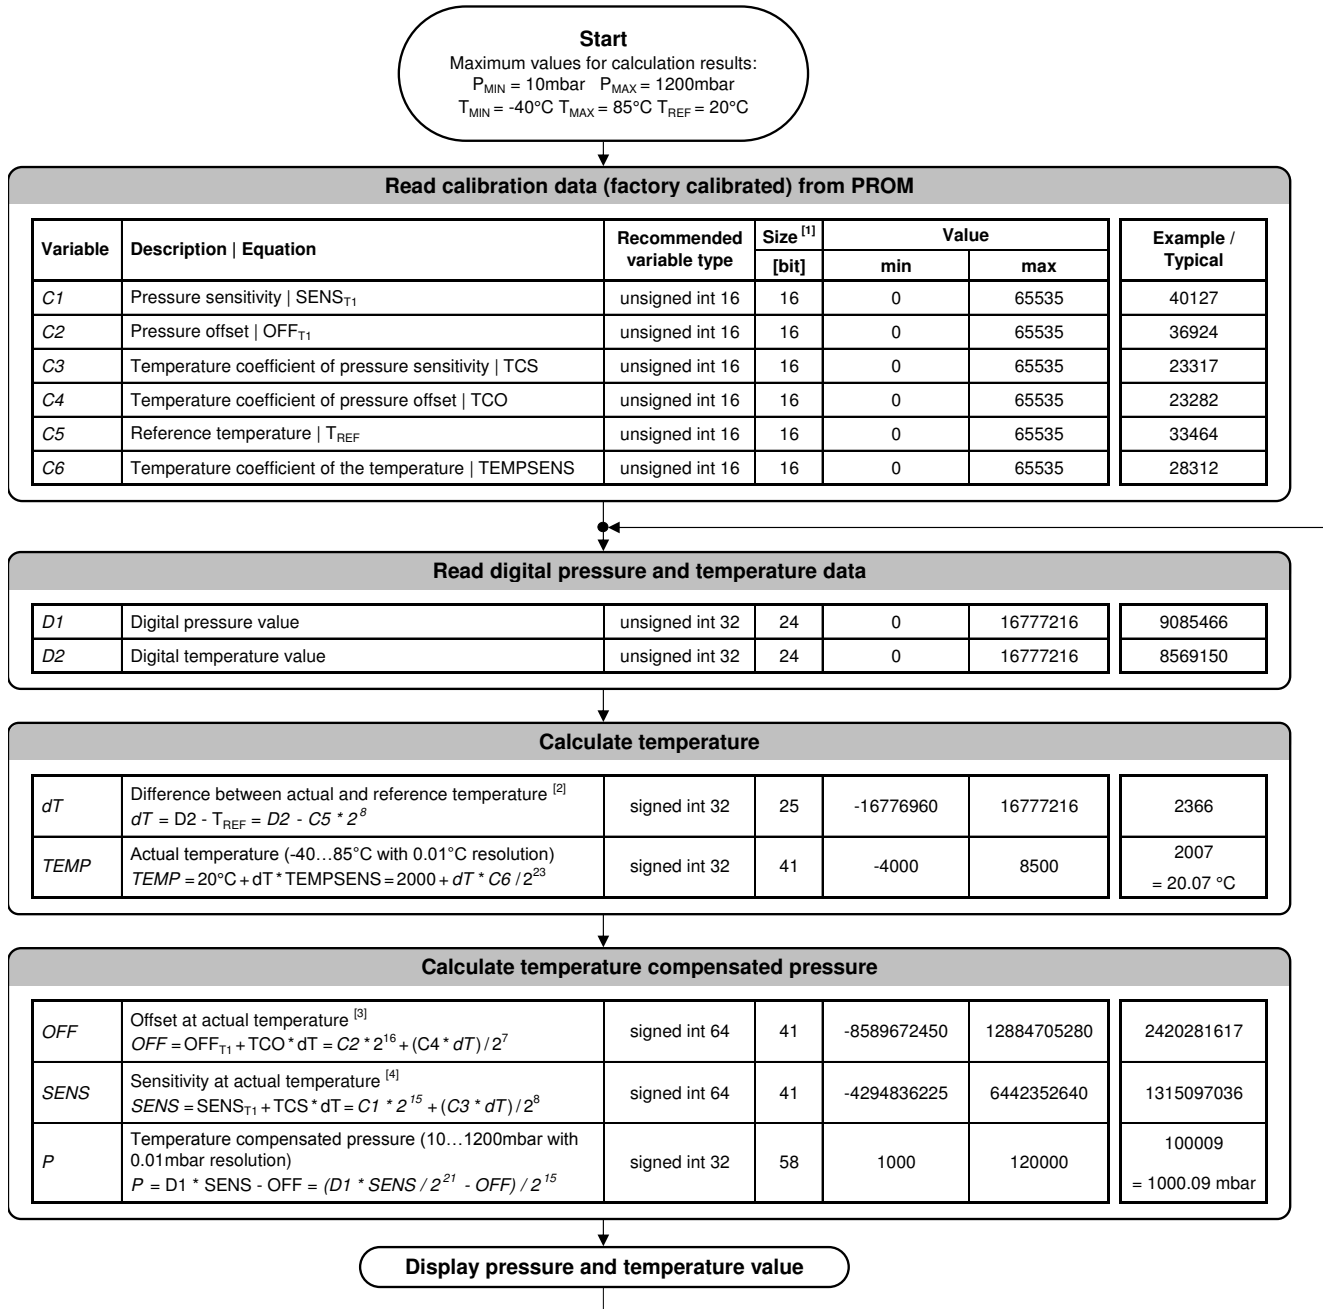 Start
Maximum values for calculation results:
PMIN = 10mbar PMAX = 1200mbar
TMIN = -40°C TMAX = 85°C TREF = 20°C
Read calibration data (factory calibrated) from PROM
Variable | Description | Equation | Recommended variable type | Size [1] [bit] | Value min | max | Example / Typical
C1 Pressure sensitivity | SENST1 unsigned int 16 16 0 65535 40127
C2 Pressure offset | OFFT1 unsigned int 16 16 0 65535 36924
C3 Temperature coefficient of pressure sensitivity | TCS unsigned int 16 16 0 65535 23317
C4 Temperature coefficient of pressure offset | TCO unsigned int 16 16 0 65535 23282
C5 Reference temperature | TREF unsigned int 16 16 0 65535 33464
C6 Temperature coefficient of the temperature | TEMPSENS unsigned int 16 16 0 65535 28312
Read digital pressure and temperature data
D1 Digital pressure value unsigned int 32 24 0 16777216 9085466
D2 Digital temperature value unsigned int 32 24 0 16777216 8569150
Calculate temperature
dT Difference between actual and reference temperature [2]
dT = D2 - TREF = D2 - C5 * 2^8 signed int 32 25 -16776960 16777216 2366
TEMP Actual temperature (-40…85°C with 0.01°C resolution)
TEMP = 20°C + dT * TEMPSENS = 2000 + dT * C6 / 2^23 signed int 32 41 -4000 8500 2007
= 20.07 °C
Calculate temperature compensated pressure
OFF Offset at actual temperature [3]
OFF = OFFT1 + TCO * dT = C2 * 2^16 + (C4 * dT) / 2^7 signed int 64 41 -8589672450 12884705280 2420281617
SENS Sensitivity at actual temperature [4]
SENS = SENST1 + TCS * dT = C1 * 2^15 + (C3 * dT) / 2^8 signed int 64 41 -4294836225 6442352640 1315097036
P Temperature compensated pressure (10…1200mbar with
0.01mbar resolution)
P = D1 * SENS - OFF = (D1 * SENS / 2^21 - OFF) / 2^15 signed int 32 58 1000 120000 100009
= 1000.09 mbar
Display pressure and temperature value